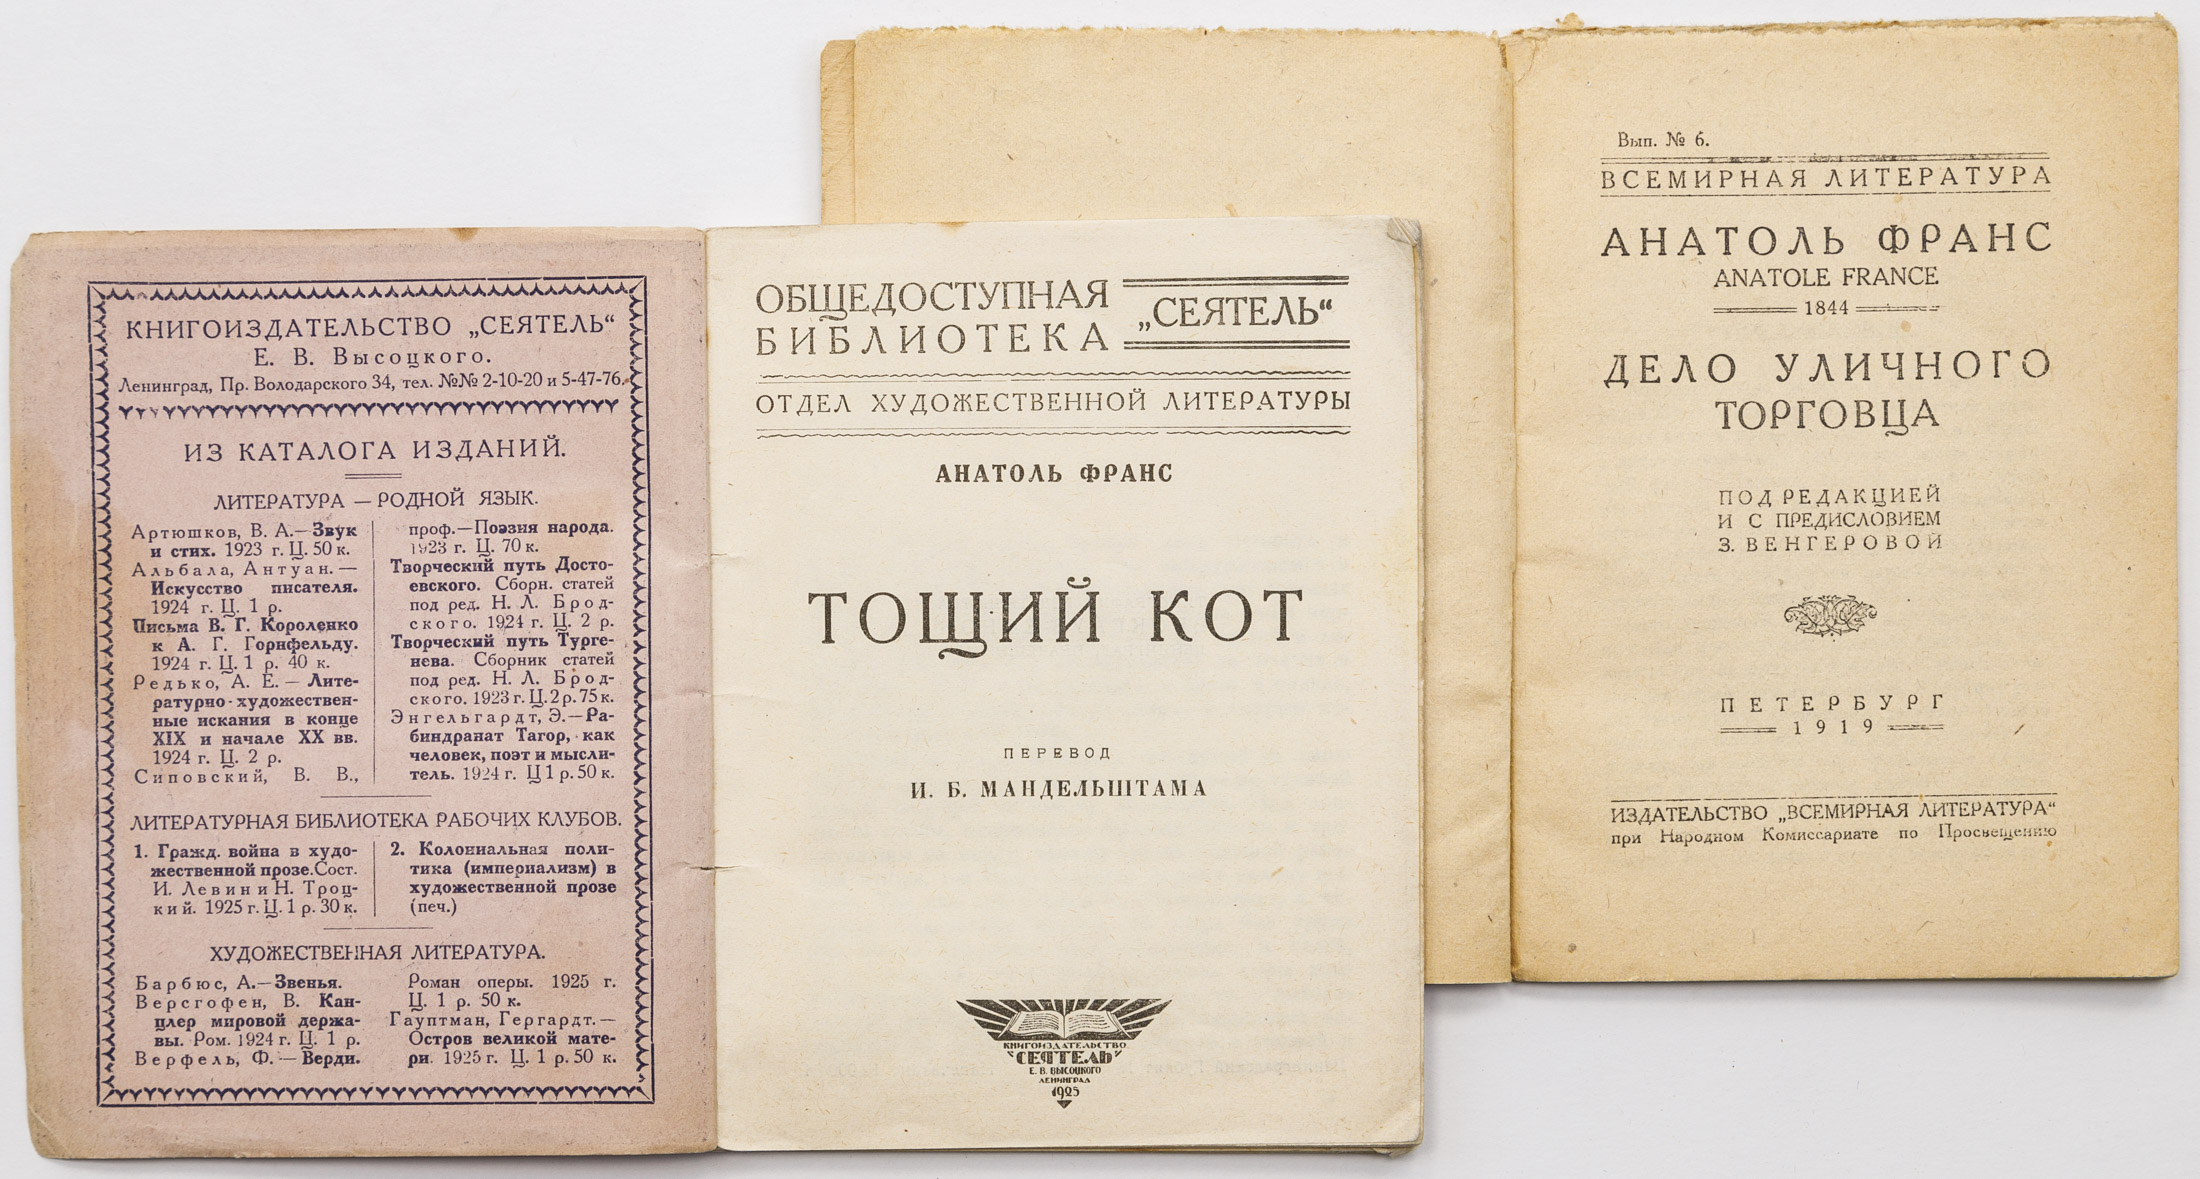 КНИГОИЗДАТЕЛЬСТВО „СЕЯТЕЛЬ“
Е. В. Высоцкого.
Ленинград, Пр. Володарского 34, тел. №№ 2-10-20 и 5-47-76.
ИЗ КАТАЛОГА ИЗДАНИЙ.
ЛИТЕРАТУРА — РОДНОЙ ЯЗЫК.
Артюшков, В. А.— Звук
и стих. 1923 г. Ц. 50 к.
Альбала, Антуан. —
Искусство писателя.
1924 г. Ц. 1 р.
Письма В. Г. Короленко
к А. Г. Горнфельду.
1924 г. Ц. 1 р. 40 к.
Редько, А. Е. — Лите-
ратурно-художествен-
ные искания в конце
XIX и начале XX вв.
1924 г. Ц. 2 р.
Сиповский, В. В.,
проф.—Поэзия народа.
1923 г. Ц. 70 к.
Творческий путь Досто-
евского. Сборн. статей
под ред. Н. Л. Брод-
ского. 1924 г. Ц. 2 р.
Творческий путь Турге-
нева. Сборник статей
под ред. Н. Л. Брод-
ского. 1923 г. Ц. 2 р. 75 к.
Энгельгардт, Э.—Ра-
биндранат Тагор, как
человек, поэт и мысли-
тель. 1924 г. Ц 1 р. 50 к.
ЛИТЕРАТУРНАЯ БИБЛИОТЕКА РАБОЧИХ КЛУБОВ.
1. Гражд. война в худо-
жественной прозе. Сост.
И. Левин и Н. Троц-
кий. 1925 г. Ц. 1 р. 30 к.
2. Колониальная поли-
тика (империализм) в
художественной прозе
(печ.)
ХУДОЖЕСТВЕННАЯ ЛИТЕРАТУРА.
Барбюс, А.—Звенья.
Версгофен, В. Кан-
цлер мировой держа-
вы. Ром. 1924 г. Ц. 1 р.
Верфель, Ф. — Верди.
Роман оперы. 1925 г.
Ц. 1 р. 50 к.
Гауптман, Гергардт.—
Остров великой мате-
ри. 1925 г. Ц. 1 р. 50 к.
ОБЩЕДОСТУПНАЯ
БИБЛИОТЕКА
„СЕЯТЕЛЬ“
ОТДЕЛ ХУДОЖЕСТВЕННОЙ ЛИТЕРАТУРЫ
АНАТОЛЬ ФРАНС
ТОЩИЙ КОТ
ПЕРЕВОД
И. Б. МАНДЕЛЬШТАМА
КНИГОИЗДАТЕЛЬСТВО
"СЕЯТЕЛЬ"
Е. В. ВЫСОЦКОГО
ЛЕНИНГРАД
1925
Вып. № 6.
ВСЕМИРНАЯ ЛИТЕРАТУРА
АНАТОЛЬ ФРАНС
ANATOLE FRANCE
1844
ДЕЛО УЛИЧНОГО
ТОРГОВЦА
ПОД РЕДАКЦИЕЙ
И С ПРЕДИСЛОВИЕМ
З. ВЕНГЕРОВОЙ
ПЕТЕРБУРГ
1919
ИЗДАТЕЛЬСТВО „ВСЕМИРНАЯ ЛИТЕРАТУРА“
при Народном Комиссариате по Просвещению